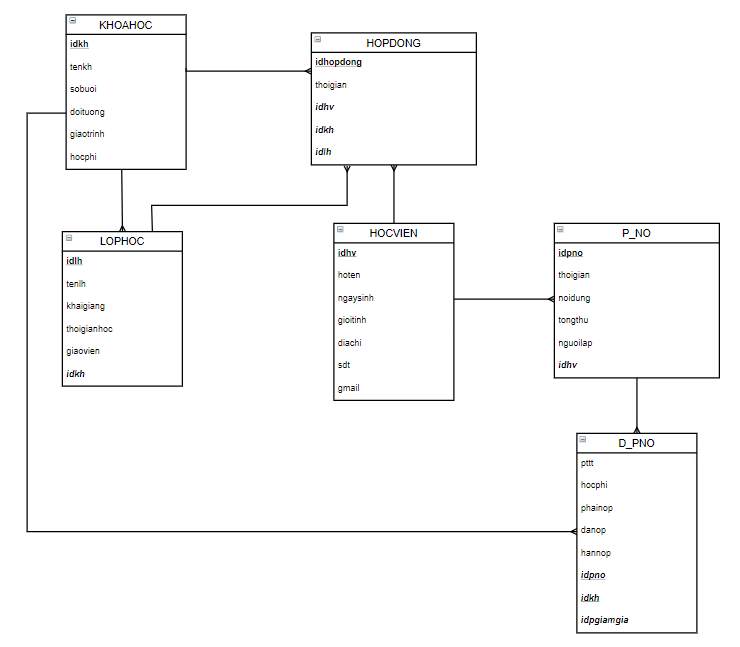 KHOAHOC
idkh
tenkh
sobuoi
doituong
giaotrinh
hocphi
HOPDONG
idhopdong
thoigian
idhv
idkh
idlh
LOPHOC
idlh
tenlh
khaigiang
thoigianhoc
giaovien
idkh
HOCVIEN
idhv
hoten
ngaysinh
gioitinh
diachi
sdt
gmail
P_NO
idpno
thoigian
noidung
tongthu
nguoilap
idhv
D_PNO
pttt
hocphi
phainop
danop
hannop
idpno
idkh
idpgiamgia